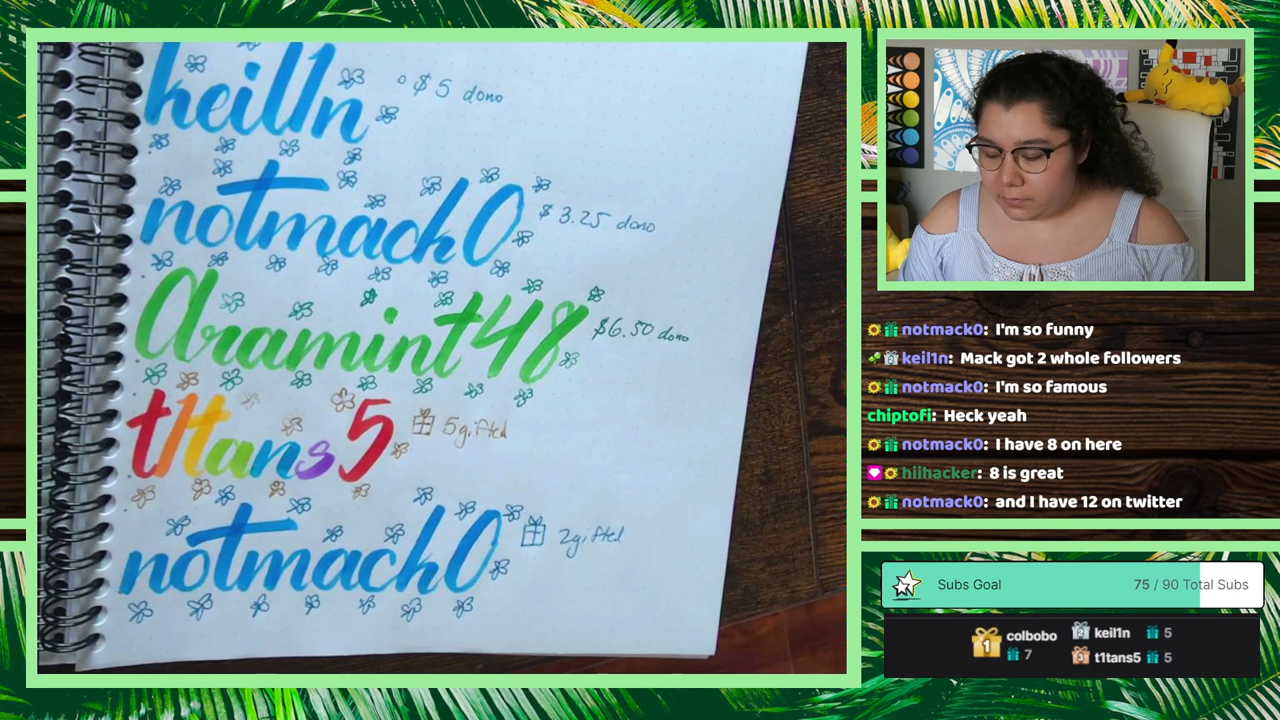 keil1n $5 dono
notmack0 $3.25 dono
Aramint48 $6.50 dono
t1tans5 5 gifted
notmack0 2 gifted
notmack0: I'm so funny
keil1n: Mack got 2 whole followers
notmack0: I'm so famous
chiptofi: Heck yeah
notmack0: I have 8 on here
hiihacker: 8 is great
notmack0: and I have 12 on twitter
Subs Goal 75 / 90 Total Subs
1 colbobo 7
2 keil1n 5
3 t1tans5 5